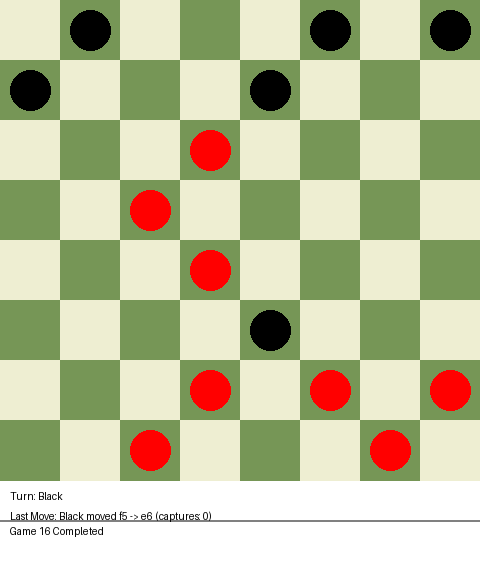 Turn: Black
Last Move: Black moved f5 -> e6 (captures: 0)
Game 16 Completed